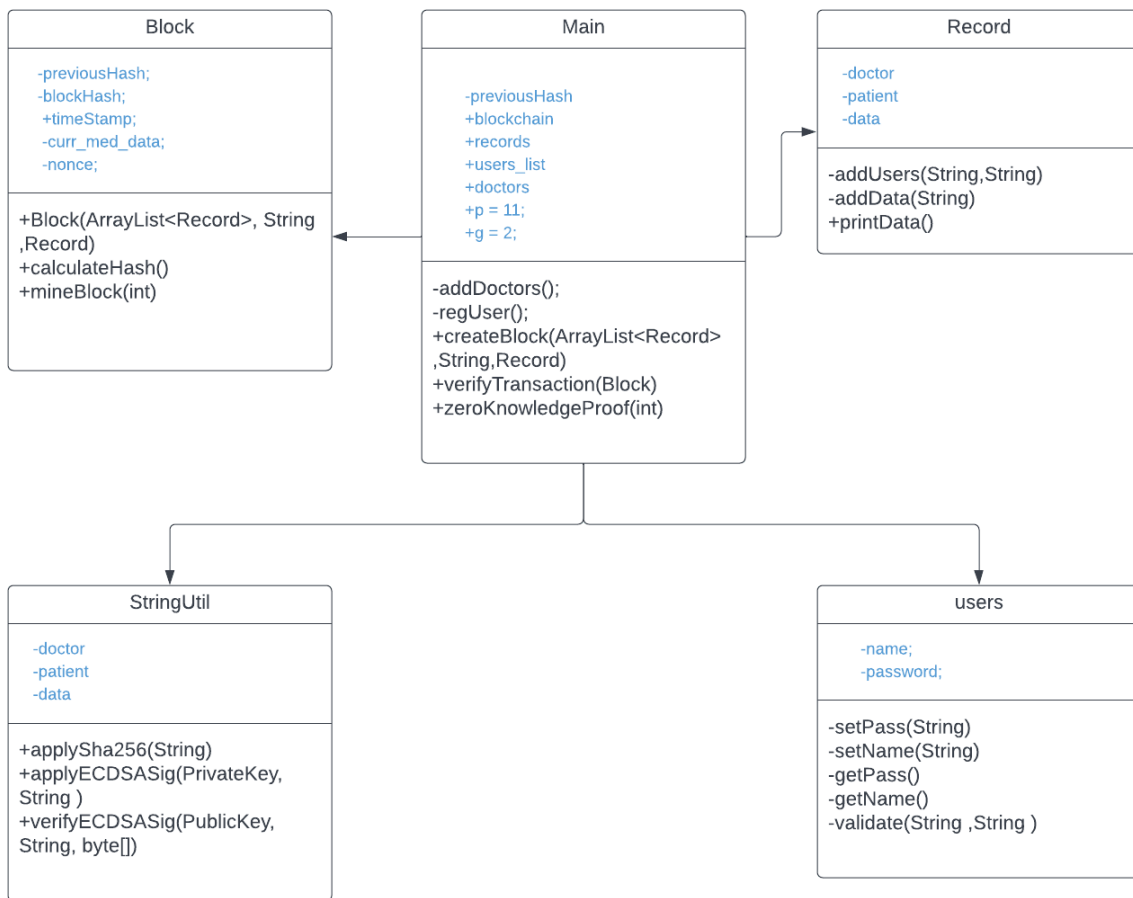 Block
-previousHash;
-blockHash;
+timeStamp;
-curr_med_data;
-nonce;
+Block(ArrayList<Record>, String
,Record)
+calculateHash()
+mineBlock(int)
Main
-previousHash
+blockchain
+records
+users_list
+doctors
+p = 11;
+g = 2;
-addDoctors();
-regUser();
+createBlock(ArrayList<Record>
,String,Record)
+verifyTransaction(Block)
+zeroKnowledgeProof(int)
Record
-doctor
-patient
-data
-addUsers(String,String)
-addData(String)
+printData()
StringUtil
-doctor
-patient
-data
+applySha256(String)
+applyECDSASig(PrivateKey,
String )
+verifyECDSASig(PublicKey,
String, byte[])
users
-name;
-password;
-setPass(String)
-setName(String)
-getPass()
-getName()
-validate(String ,String )